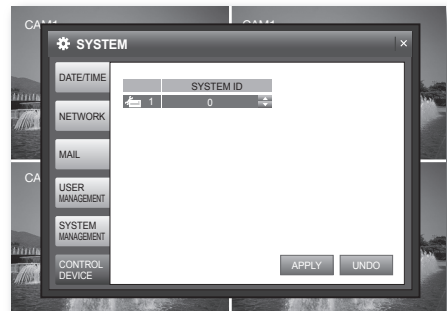 CAM1
SYSTEM
DATE/TIME
SYSTEM ID
1 0
NETWORK
MAIL
CA
USER
MANAGEMENT
SYSTEM
MANAGEMENT
CONTROL
DEVICE
APPLY UNDO